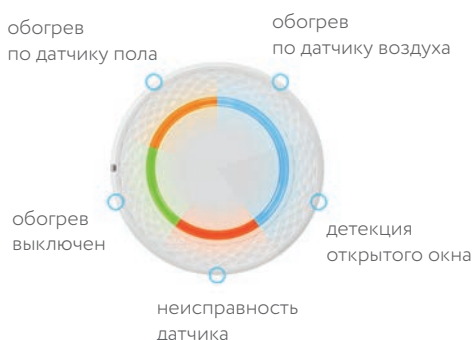 обогрев
по датчику пола
обогрев
по датчику воздуха
обогрев
выключен
детекция
открытого окна
неисправность
датчика